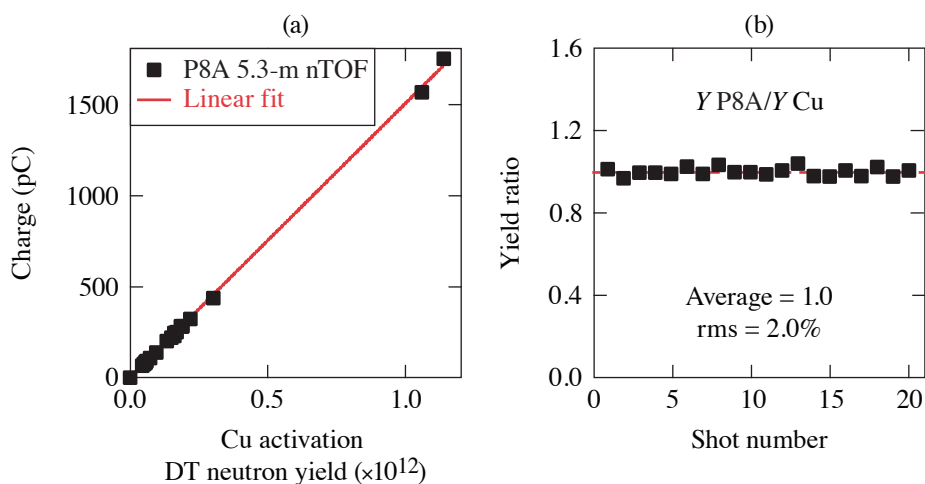 (a)
P8A 5.3-m nTOF
Linear fit
Charge (pC)
1500
1000
500
0
0.0 0.5 1.0
Cu activation
DT neutron yield (×10¹²)
(b)
Y P8A/Y Cu
Yield ratio
1.6
1.2
0.8
0.4
0.0
Average = 1.0
rms = 2.0%
0 5 10 15 20
Shot number